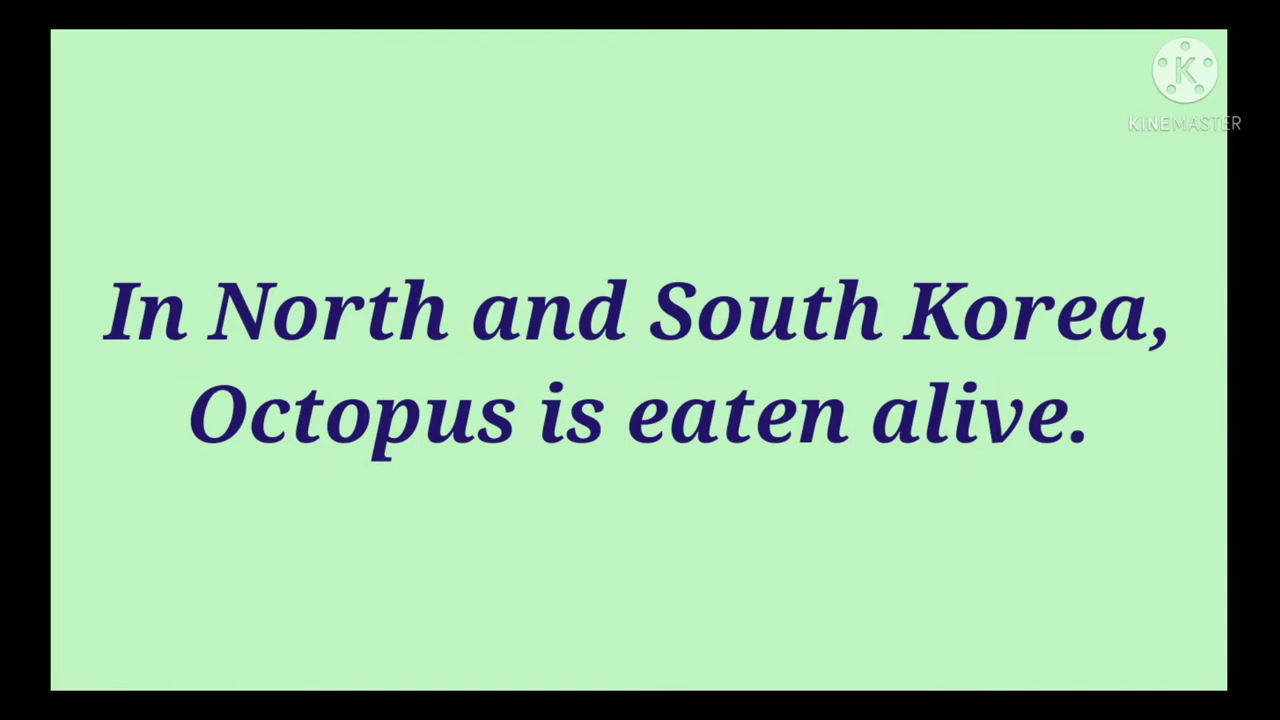 K
KINEMASTER
In North and South Korea,
Octopus is eaten alive.